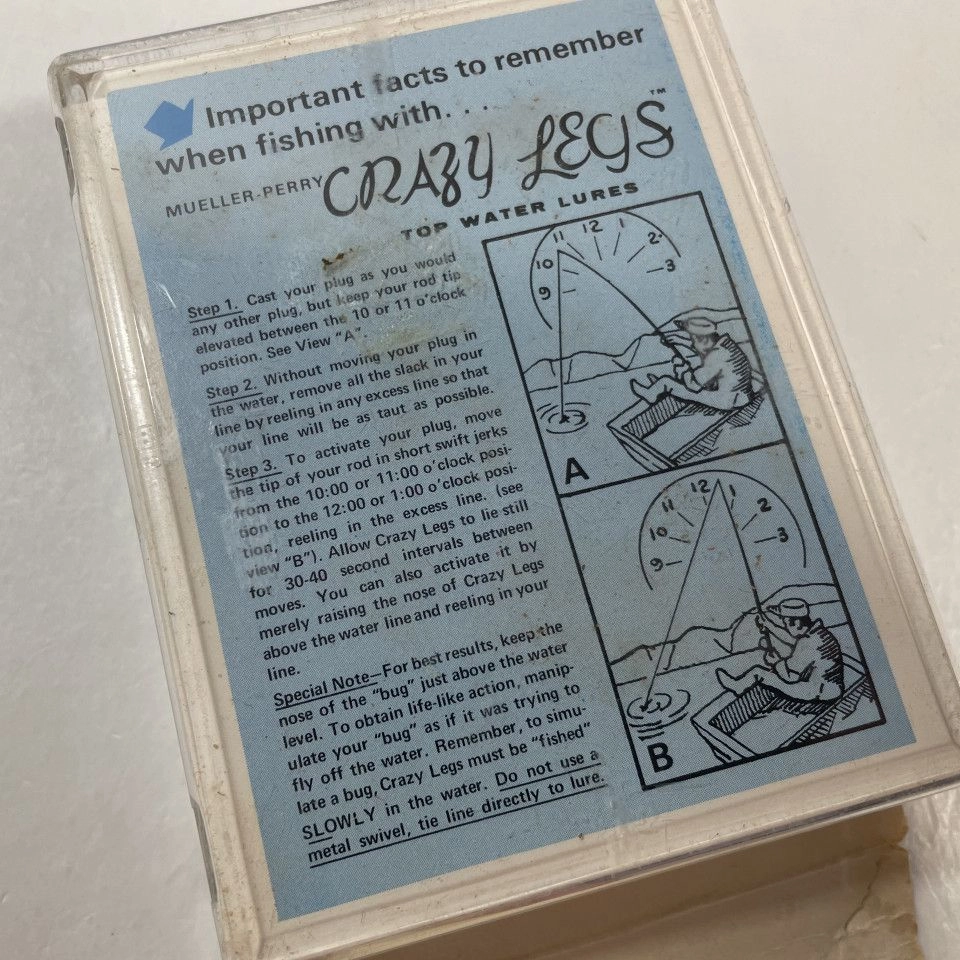 Important facts to remember
when fishing with. . .
MUELLER-PERRY CRAZY LEGS™
TOP WATER LURES
Step 1. Cast your plug as you would
any other plug, but keep your rod tip
elevated between the 10 or 11 o'clock
position. See View "A".
Step 2. Without moving your plug in
the water, remove all the slack in your
line by reeling in any excess line so that
your line will be as taut as possible.
Step 3. To activate your plug, move
the tip of your rod in short swift jerks
from the 10:00 or 11:00 o'clock posi-
tion to the 12:00 or 1:00 o'clock posi-
tion, reeling in the excess line. (see
view "B"). Allow Crazy Legs to lie still
for 30-40 second intervals between
moves. You can also activate it by
merely raising the nose of Crazy Legs
above the water line and reeling in your
line.
Special Note—For best results, keep the
nose of the "bug" just above the water
level. To obtain life-like action, manip-
ulate your "bug" as if it was trying to
fly off the water. Remember, to simu-
late a bug, Crazy Legs must be "fished"
SLOWLY in the water. Do not use a
metal swivel, tie line directly to lure.
9 10 11 12 1 2 3
A
9 10 11 12 1 2 3
B